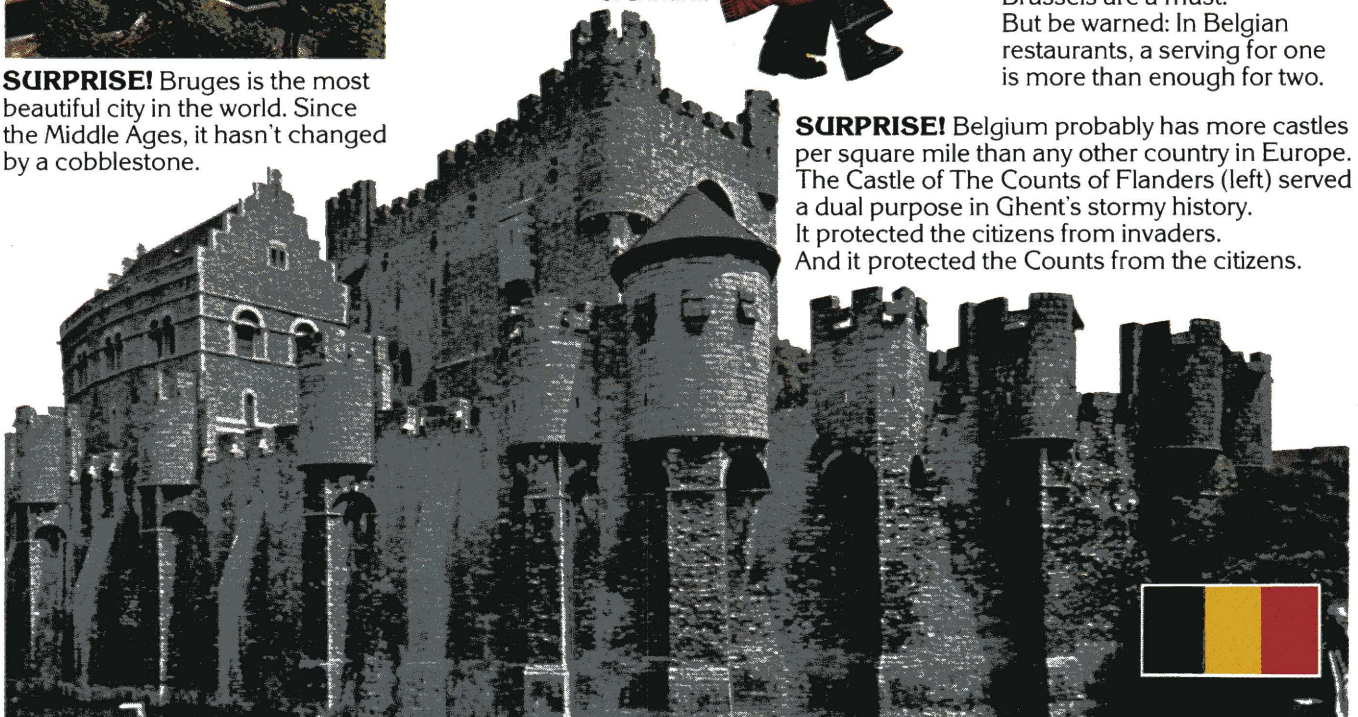 SURPRISE! Bruges is the most
beautiful city in the world. Since
the Middle Ages, it hasn't changed
by a cobblestone.
Brussels are a must.
But be warned: In Belgian
restaurants, a serving for one
is more than enough for two.
SURPRISE! Belgium probably has more castles
per square mile than any other country in Europe.
The Castle of The Counts of Flanders (left) served
a dual purpose in Ghent's stormy history.
It protected the citizens from invaders.
And it protected the Counts from the citizens.